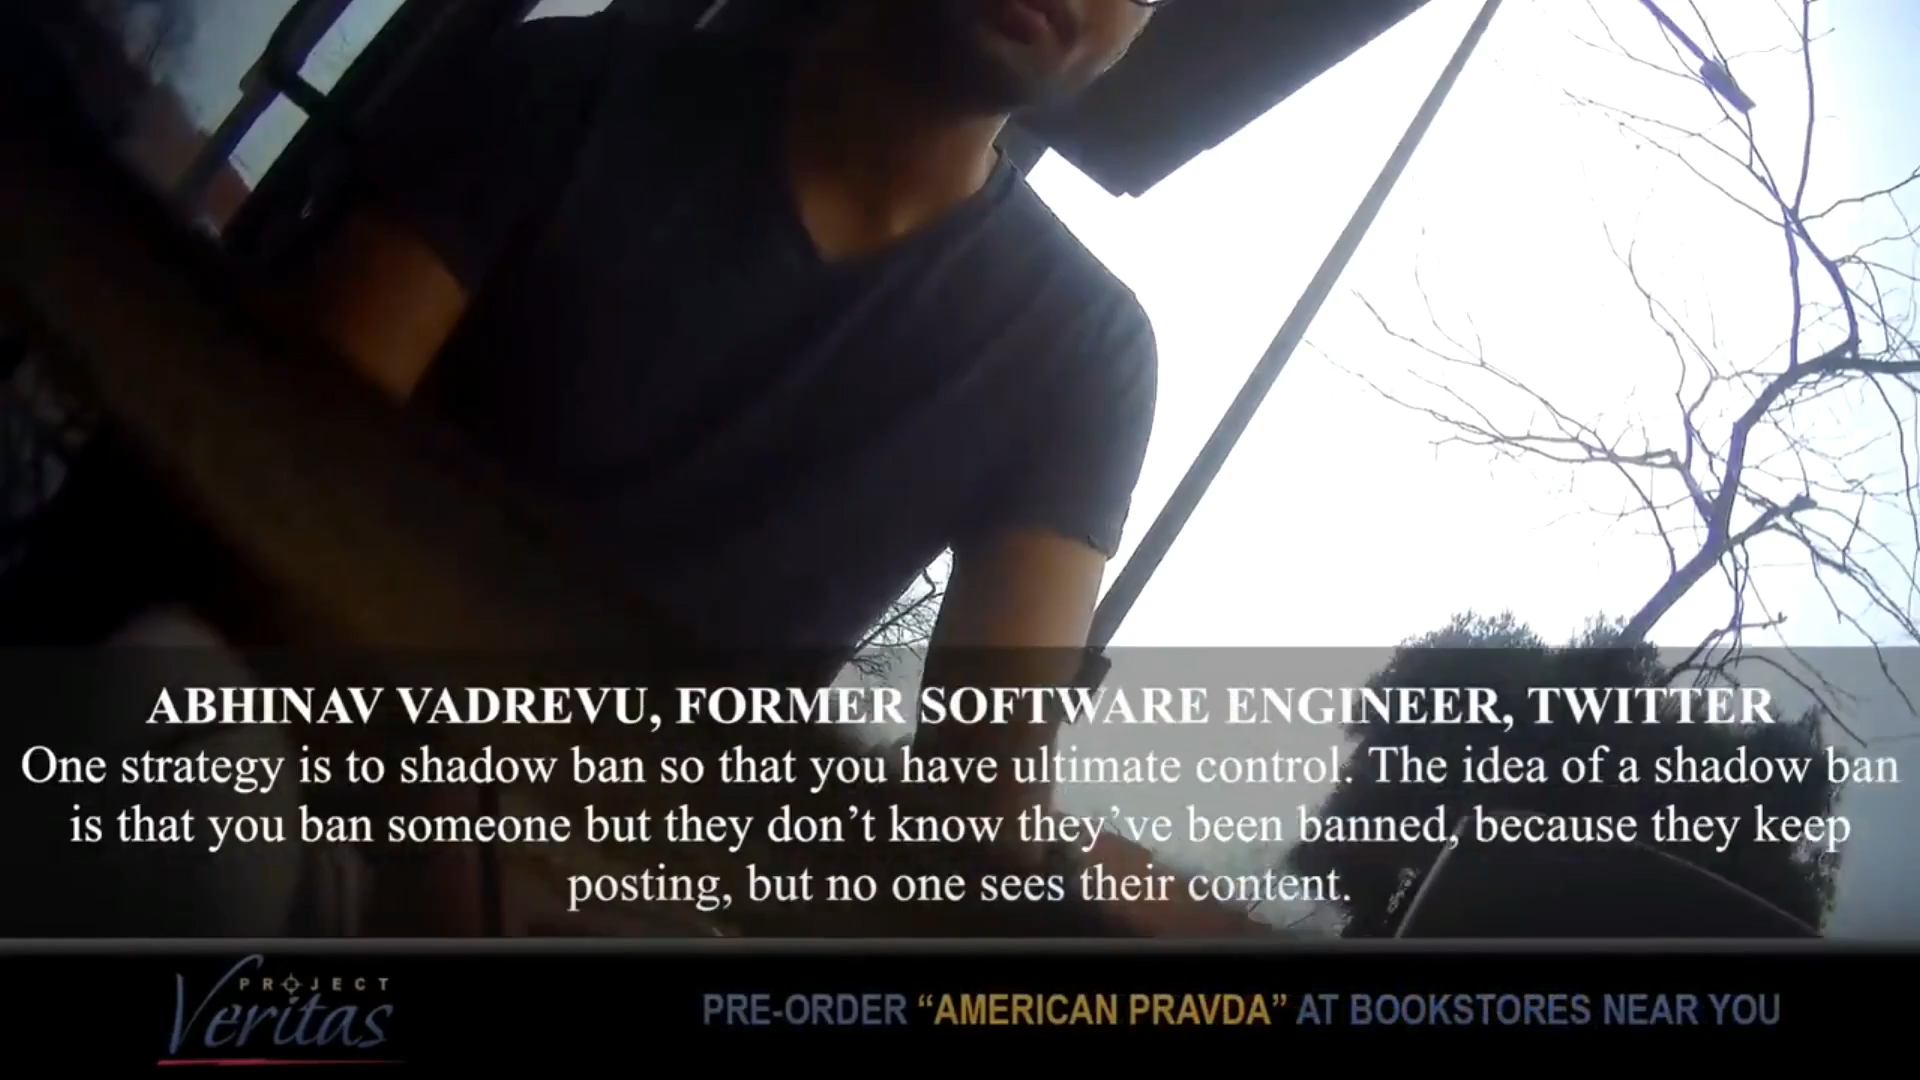 ABHINAV VADREVU, FORMER SOFTWARE ENGINEER, TWITTER
One strategy is to shadow ban so that you have ultimate control. The idea of a shadow ban
is that you ban someone but they don’t know they’ve been banned, because they keep
posting, but no one sees their content.
PROJECT
Veritas
PRE-ORDER “AMERICAN PRAVDA” AT BOOKSTORES NEAR YOU